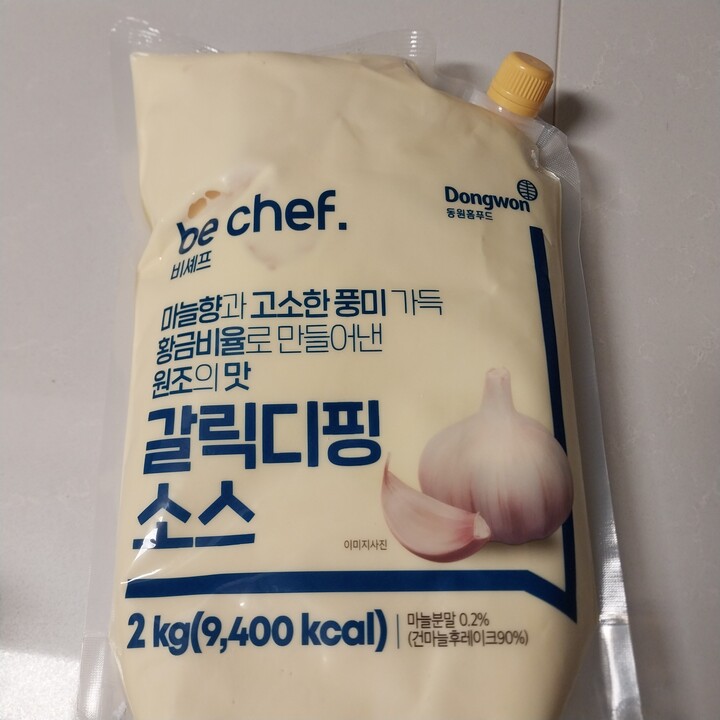 be chef.
비셰프
Dongwon
동원홈푸드
마늘향과 고소한 풍미 가득
황금비율로 만들어낸
원조의 맛
갈릭디핑
소스
이미지사진
2 kg(9,400 kcal)
마늘분말 0.2%
(건마늘후레이크90%)